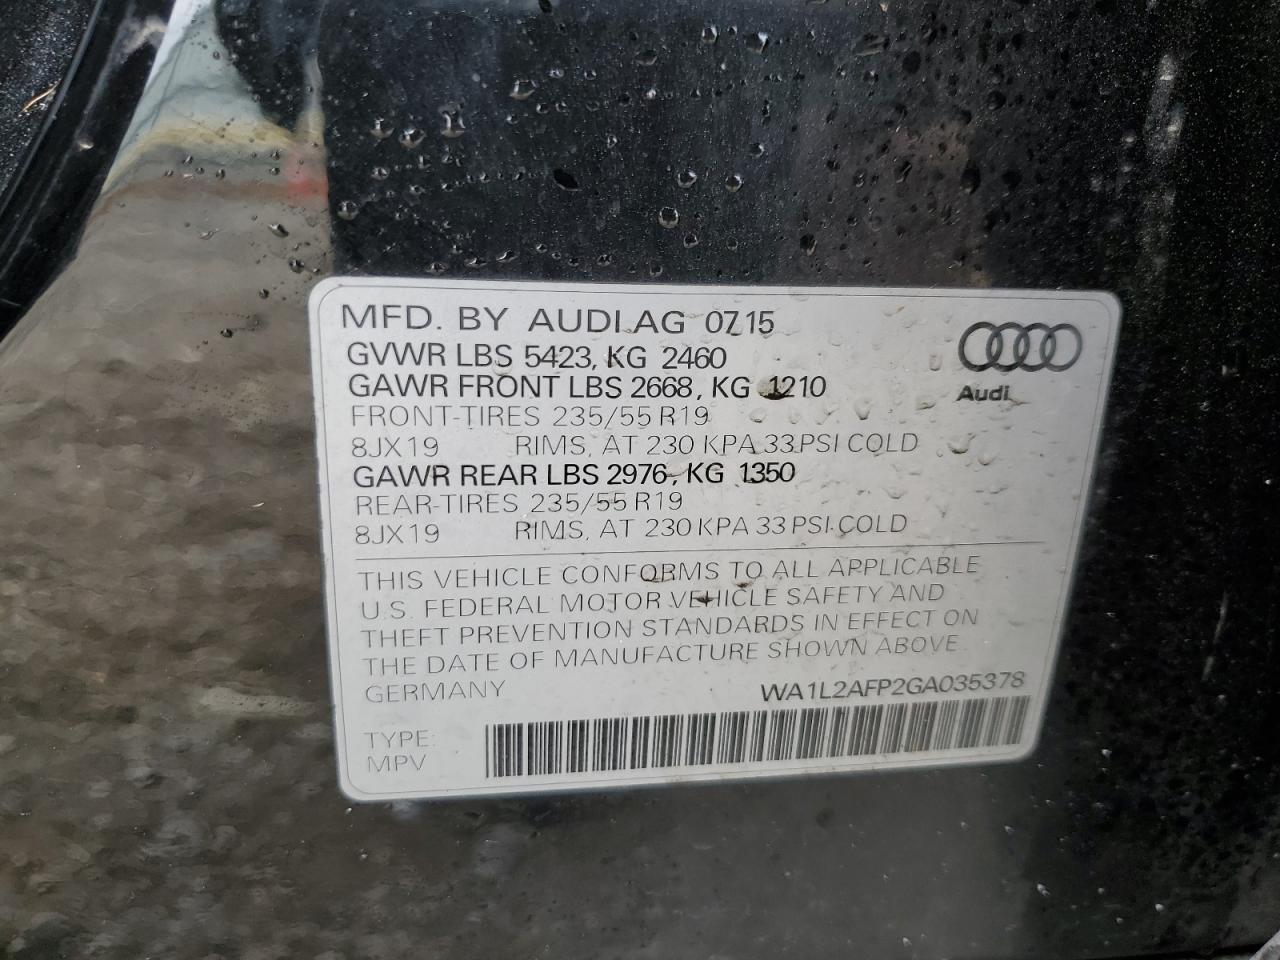 MFD. BY AUDI AG 07 15
GVWR LBS 5423, KG 2460
GAWR FRONT LBS 2668, KG 1210
FRONT-TIRES 235/55 R19
8JX19 RIMS, AT 230 KPA 33 PSI COLD
GAWR REAR LBS 2976, KG 1350
REAR-TIRES 235/55 R19
8JX19 RIMS, AT 230 KPA 33 PSI COLD
Audi
THIS VEHICLE CONFORMS TO ALL APPLICABLE
U.S. FEDERAL MOTOR VEHICLE SAFETY AND
THEFT PREVENTION STANDARDS IN EFFECT ON
THE DATE OF MANUFACTURE SHOWN ABOVE.
GERMANY WA1L2AFP2GA035378
TYPE:
MPV